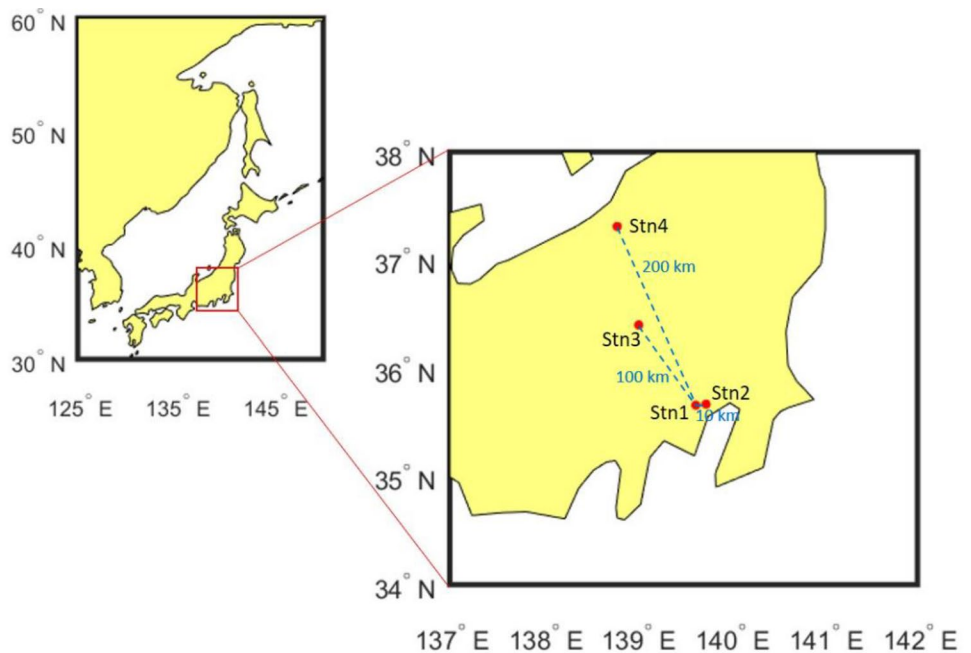 60° N
50° N
40° N
30° N
125° E
135° E
145° E
38° N
37° N
36° N
35° N
34° N
137° E
138° E
139° E
140° E
141° E
142° E
Stn4
200 km
Stn3
100 km
Stn2
Stn1
10 km